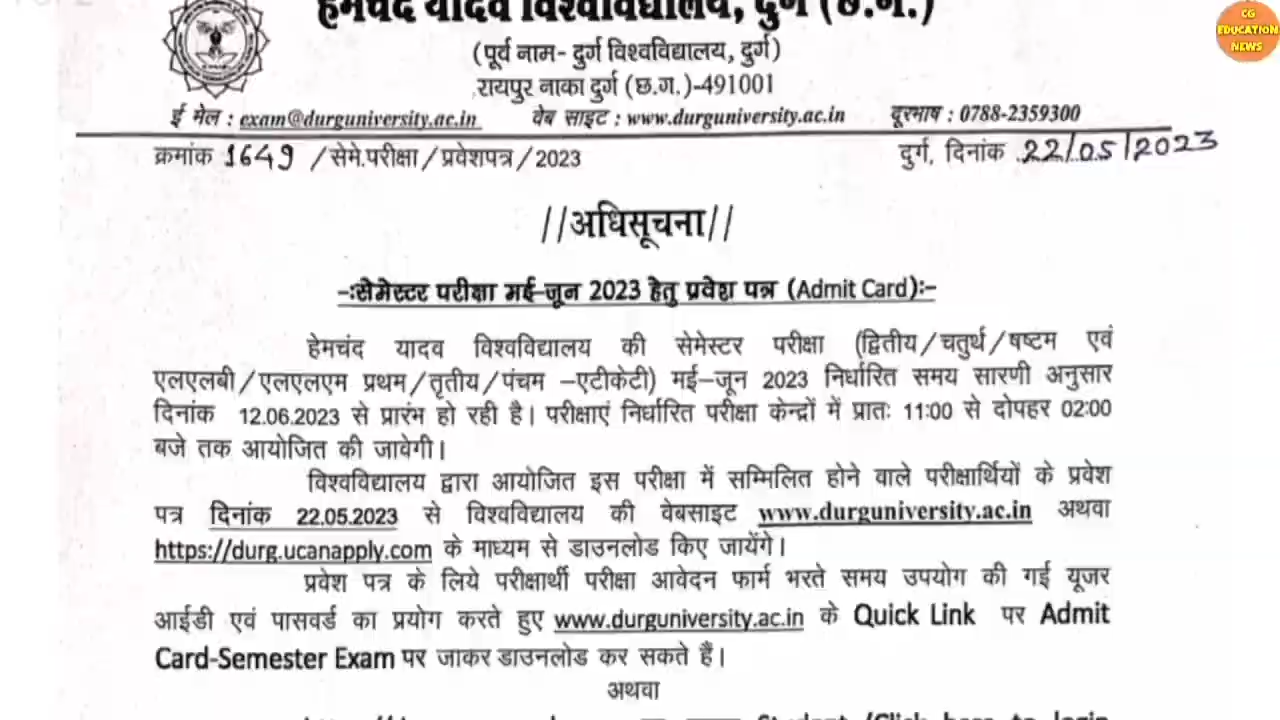 हेमचंद यादव विश्वविद्यालय, दुर्ग (छ.ग.)
CG
EDUCATION
NEWS
(पूर्व नाम- दुर्ग विश्वविद्यालय, दुर्ग)
रायपुर नाका दुर्ग (छ.ग.)-491001
ई मेल : exam@durguniversity.ac.in वेब साइट : www.durguniversity.ac.in दूरभाष : 0788-2359300
क्रमांक 1649 /सेमे.परीक्षा/प्रवेशपत्र/2023 दुर्ग, दिनांक 22/05/2023
//अधिसूचना//
-:सेमेस्टर परीक्षा मई-जून 2023 हेतु प्रवेश पत्र (Admit Card):-
हेमचंद यादव विश्वविद्यालय की सेमेस्टर परीक्षा (द्वितीय/चतुर्थ/षष्टम एवं
एलएलबी/एलएलएम प्रथम/तृतीय/पंचम –एटीकेटी) मई–जून 2023 निर्धारित समय सारणी अनुसार
दिनांक 12.06.2023 से प्रारंभ हो रही है। परीक्षाएं निर्धारित परीक्षा केन्द्रों में प्रातः 11:00 से दोपहर 02:00
बजे तक आयोजित की जावेगी।
विश्वविद्यालय द्वारा आयोजित इस परीक्षा में सम्मिलित होने वाले परीक्षार्थियों के प्रवेश
पत्र दिनांक 22.05.2023 से विश्वविद्यालय की वेबसाइट www.durguniversity.ac.in अथवा
https://durg.ucanapply.com के माध्यम से डाउनलोड किए जायेंगे।
प्रवेश पत्र के लिये परीक्षार्थी परीक्षा आवेदन फार्म भरते समय उपयोग की गई यूजर
आईडी एवं पासवर्ड का प्रयोग करते हुए www.durguniversity.ac.in के Quick Link पर Admit
Card-Semester Exam पर जाकर डाउनलोड कर सकते हैं।
अथवा
Student (Click here to login